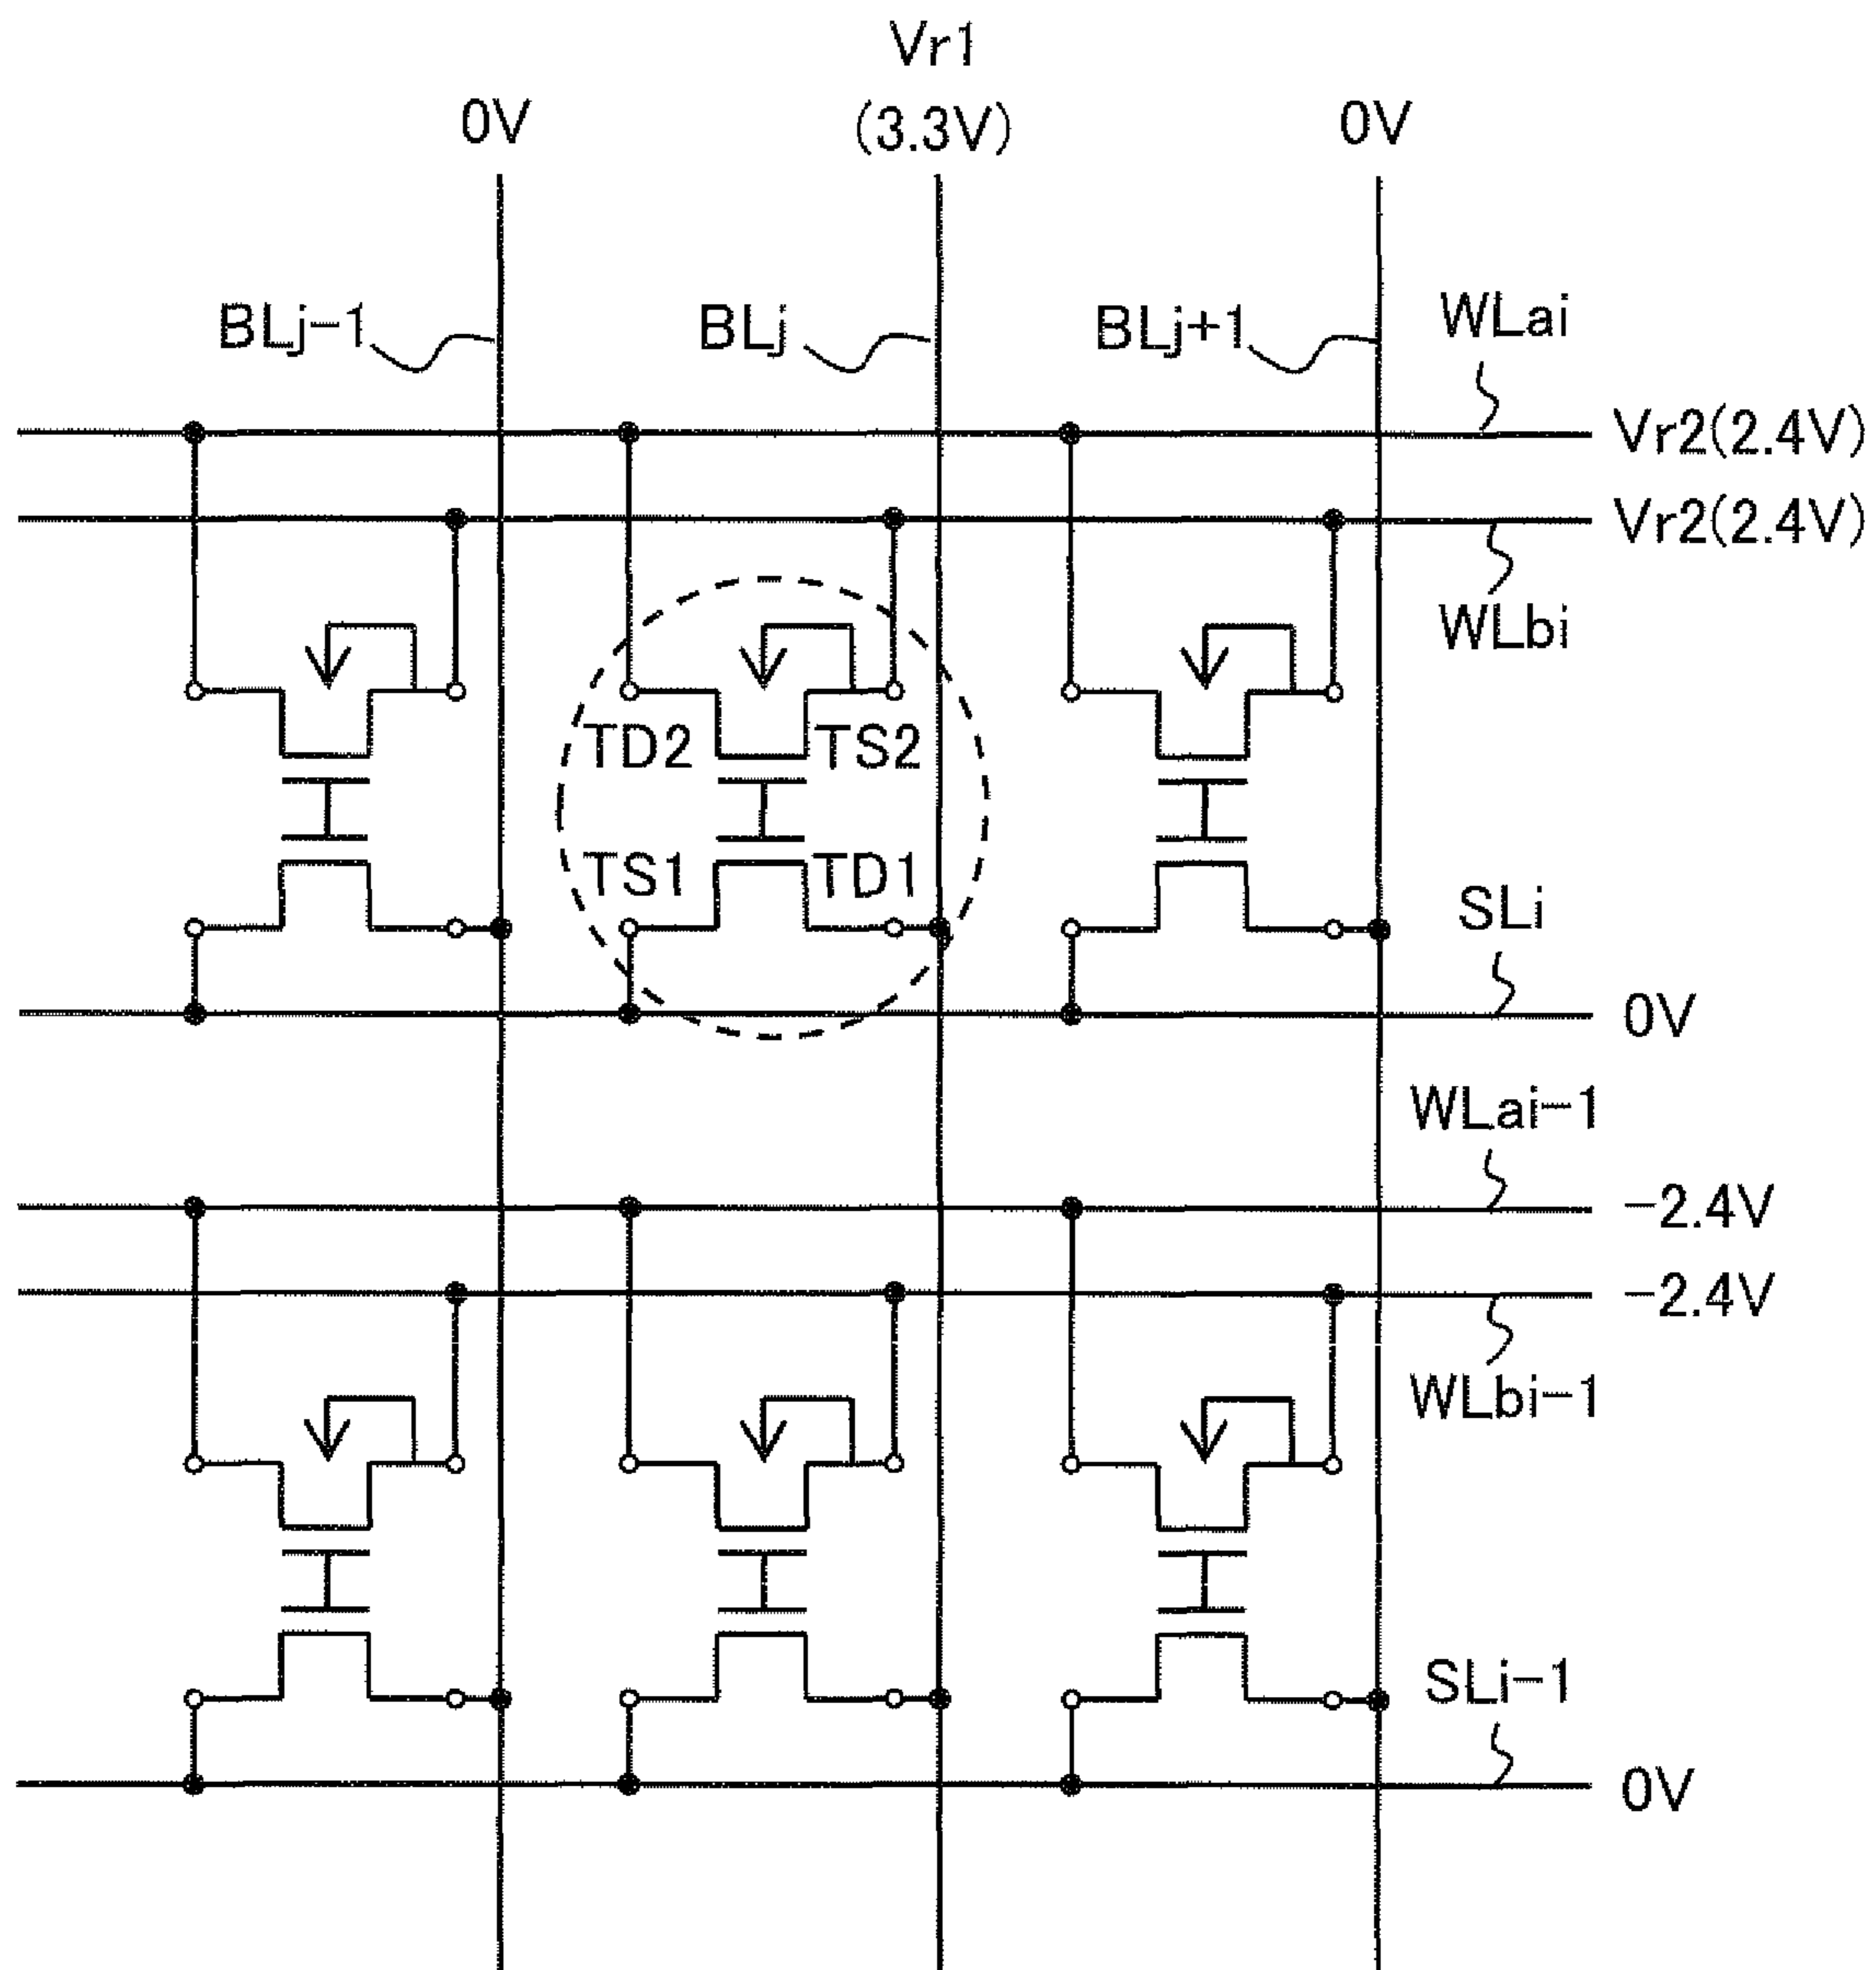 Vr1
0V
(3.3V)
0V
BLj-1
BLj
BLj+1
WLai
Vr2(2.4V)
Vr2(2.4V)
WLbi
TD2
TS2
TS1
TD1
SLi
0V
WLai-1
-2.4V
-2.4V
WLbi-1
SLi-1
0V